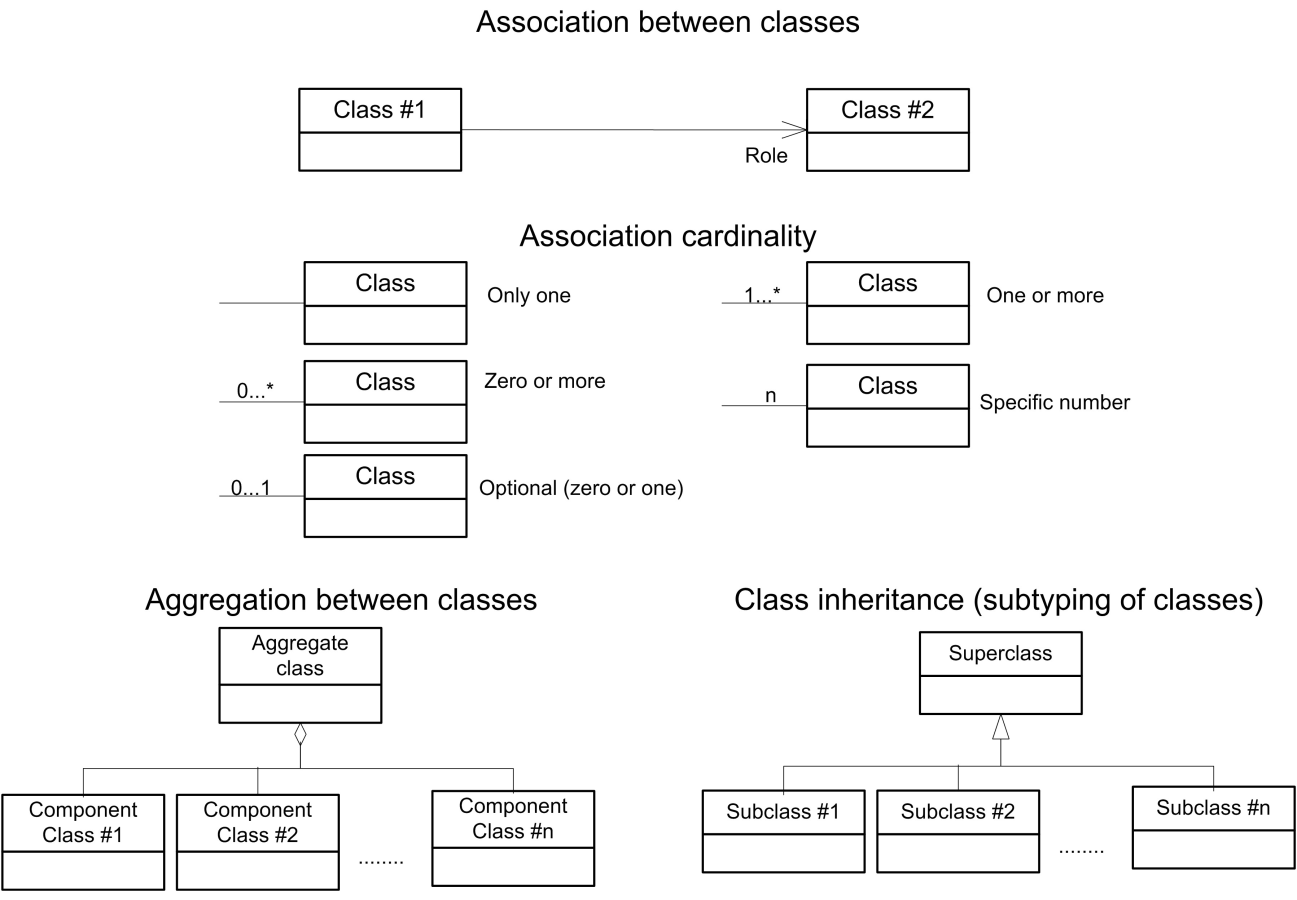 Association between classes
Class #1
Class #2
Role
Association cardinality
Class
Only one
1...*
Class
One or more
0...*
Class
Zero or more
n
Class
Specific number
0...1
Class
Optional (zero or one)
Aggregation between classes
Aggregate
class
Component
Class #1
Component
Class #2
........
Component
Class #n
Class inheritance (subtyping of classes)
Superclass
Subclass #1
Subclass #2
........
Subclass #n